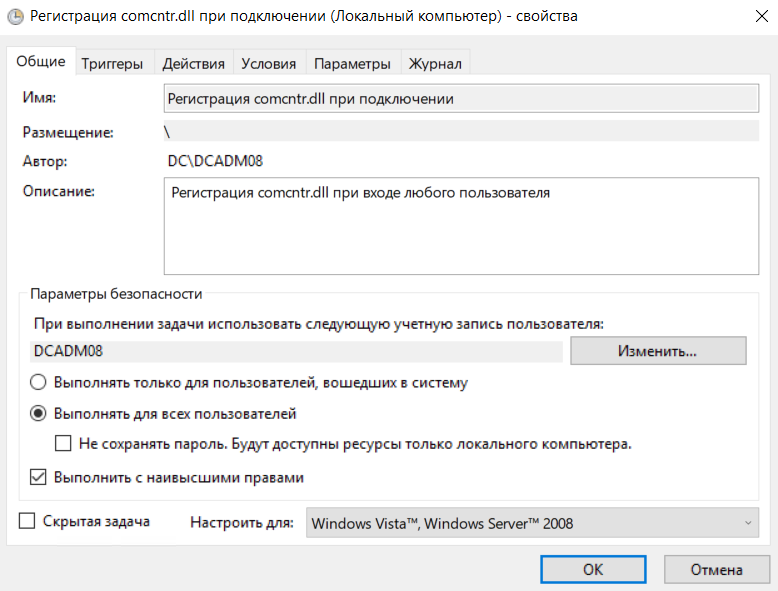 Регистрация comcntr.dll при подключении (Локальный компьютер) - свойства
Общие Триггеры Действия Условия Параметры Журнал
Имя: Регистрация comcntr.dll при подключении
Размещение: \
Автор: DC\DCADM08
Описание: Регистрация comcntr.dll при входе любого пользователя
Параметры безопасности
При выполнении задачи использовать следующую учетную запись пользователя:
DCADM08 Изменить...
Выполнять только для пользователей, вошедших в систему
Выполнять для всех пользователей
Не сохранять пароль. Будут доступны ресурсы только локального компьютера.
Выполнить с наивысшими правами
Скрытая задача Настроить для: Windows Vista™, Windows Server™ 2008
OK Отмена